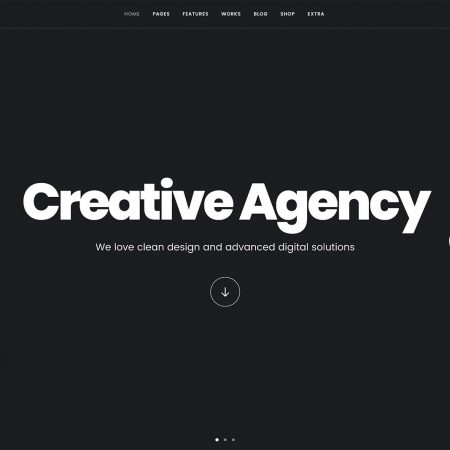 HOME PAGES FEATURES WORKS BLOG SHOP EXTRA
Creative Agency
We love clean design and advanced digital solutions